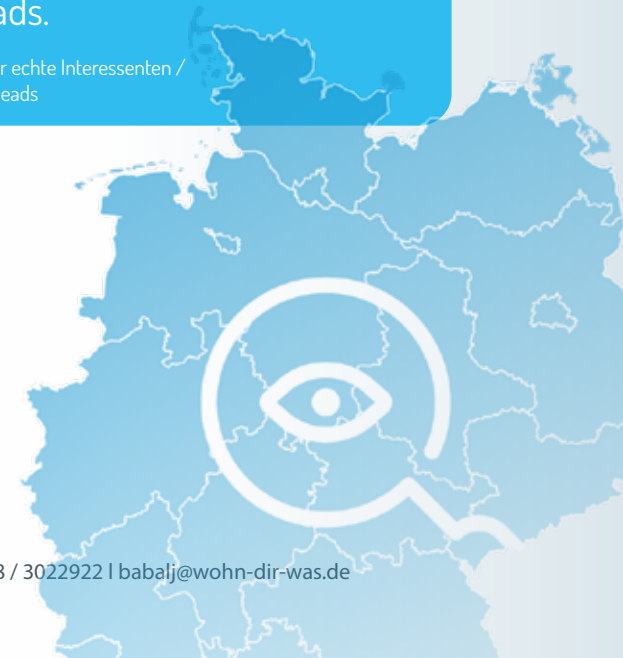 ads.
r echte Interessenten /
eads
3 / 3022922 l babalj@wohn-dir-was.de